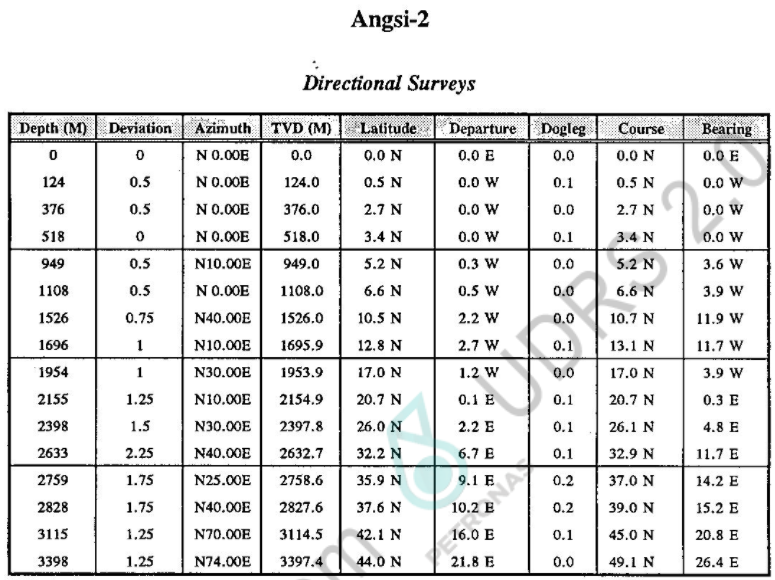 Angsi-2
Directional Surveys
Depth (M) Deviation Azimuth TVD (M) Latitude Departure Dogleg Course Bearing
0 0 N 0.00E 0.0 0.0 N 0.0 E 0.0 0.0 N 0.0 E
124 0.5 N 0.00E 124.0 0.5 N 0.0 W 0.1 0.5 N 0.0 W
376 0.5 N 0.00E 376.0 2.7 N 0.0 W 0.0 2.7 N 0.0 W
518 0 N 0.00E 518.0 3.4 N 0.0 W 0.1 3.4 N 0.0 W
949 0.5 N10.00E 949.0 5.2 N 0.3 W 0.0 5.2 N 3.6 W
1108 0.5 N 0.00E 1108.0 6.6 N 0.5 W 0.0 6.6 N 3.9 W
1526 0.75 N40.00E 1526.0 10.5 N 2.2 W 0.0 10.7 N 11.9 W
1696 1 N10.00E 1695.9 12.8 N 2.7 W 0.1 13.1 N 11.7 W
1954 1 N30.00E 1953.9 17.0 N 1.2 W 0.0 17.0 N 3.9 W
2155 1.25 N10.00E 2154.9 20.7 N 0.1 E 0.1 20.7 N 0.3 E
2398 1.5 N30.00E 2397.8 26.0 N 2.2 E 0.1 26.1 N 4.8 E
2633 2.25 N40.00E 2632.7 32.2 N 6.7 E 0.1 32.9 N 11.7 E
2759 1.75 N25.00E 2758.6 35.9 N 9.1 E 0.2 37.0 N 14.2 E
2828 1.75 N40.00E 2827.6 37.6 N 10.2 E 0.2 39.0 N 15.2 E
3115 1.25 N70.00E 3114.5 42.1 N 16.0 E 0.1 45.0 N 20.8 E
3398 1.25 N74.00E 3397.4 44.0 N 21.8 E 0.0 49.1 N 26.4 E
UDRS 2.0
PETRONAS